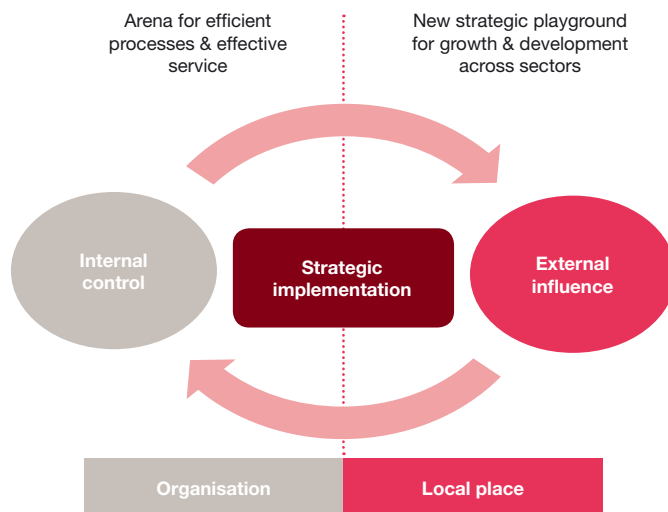 Arena for efficient
processes & effective
service
New strategic playground
for growth & development
across sectors
Internal
control
Strategic
implementation
External
influence
Organisation
Local place